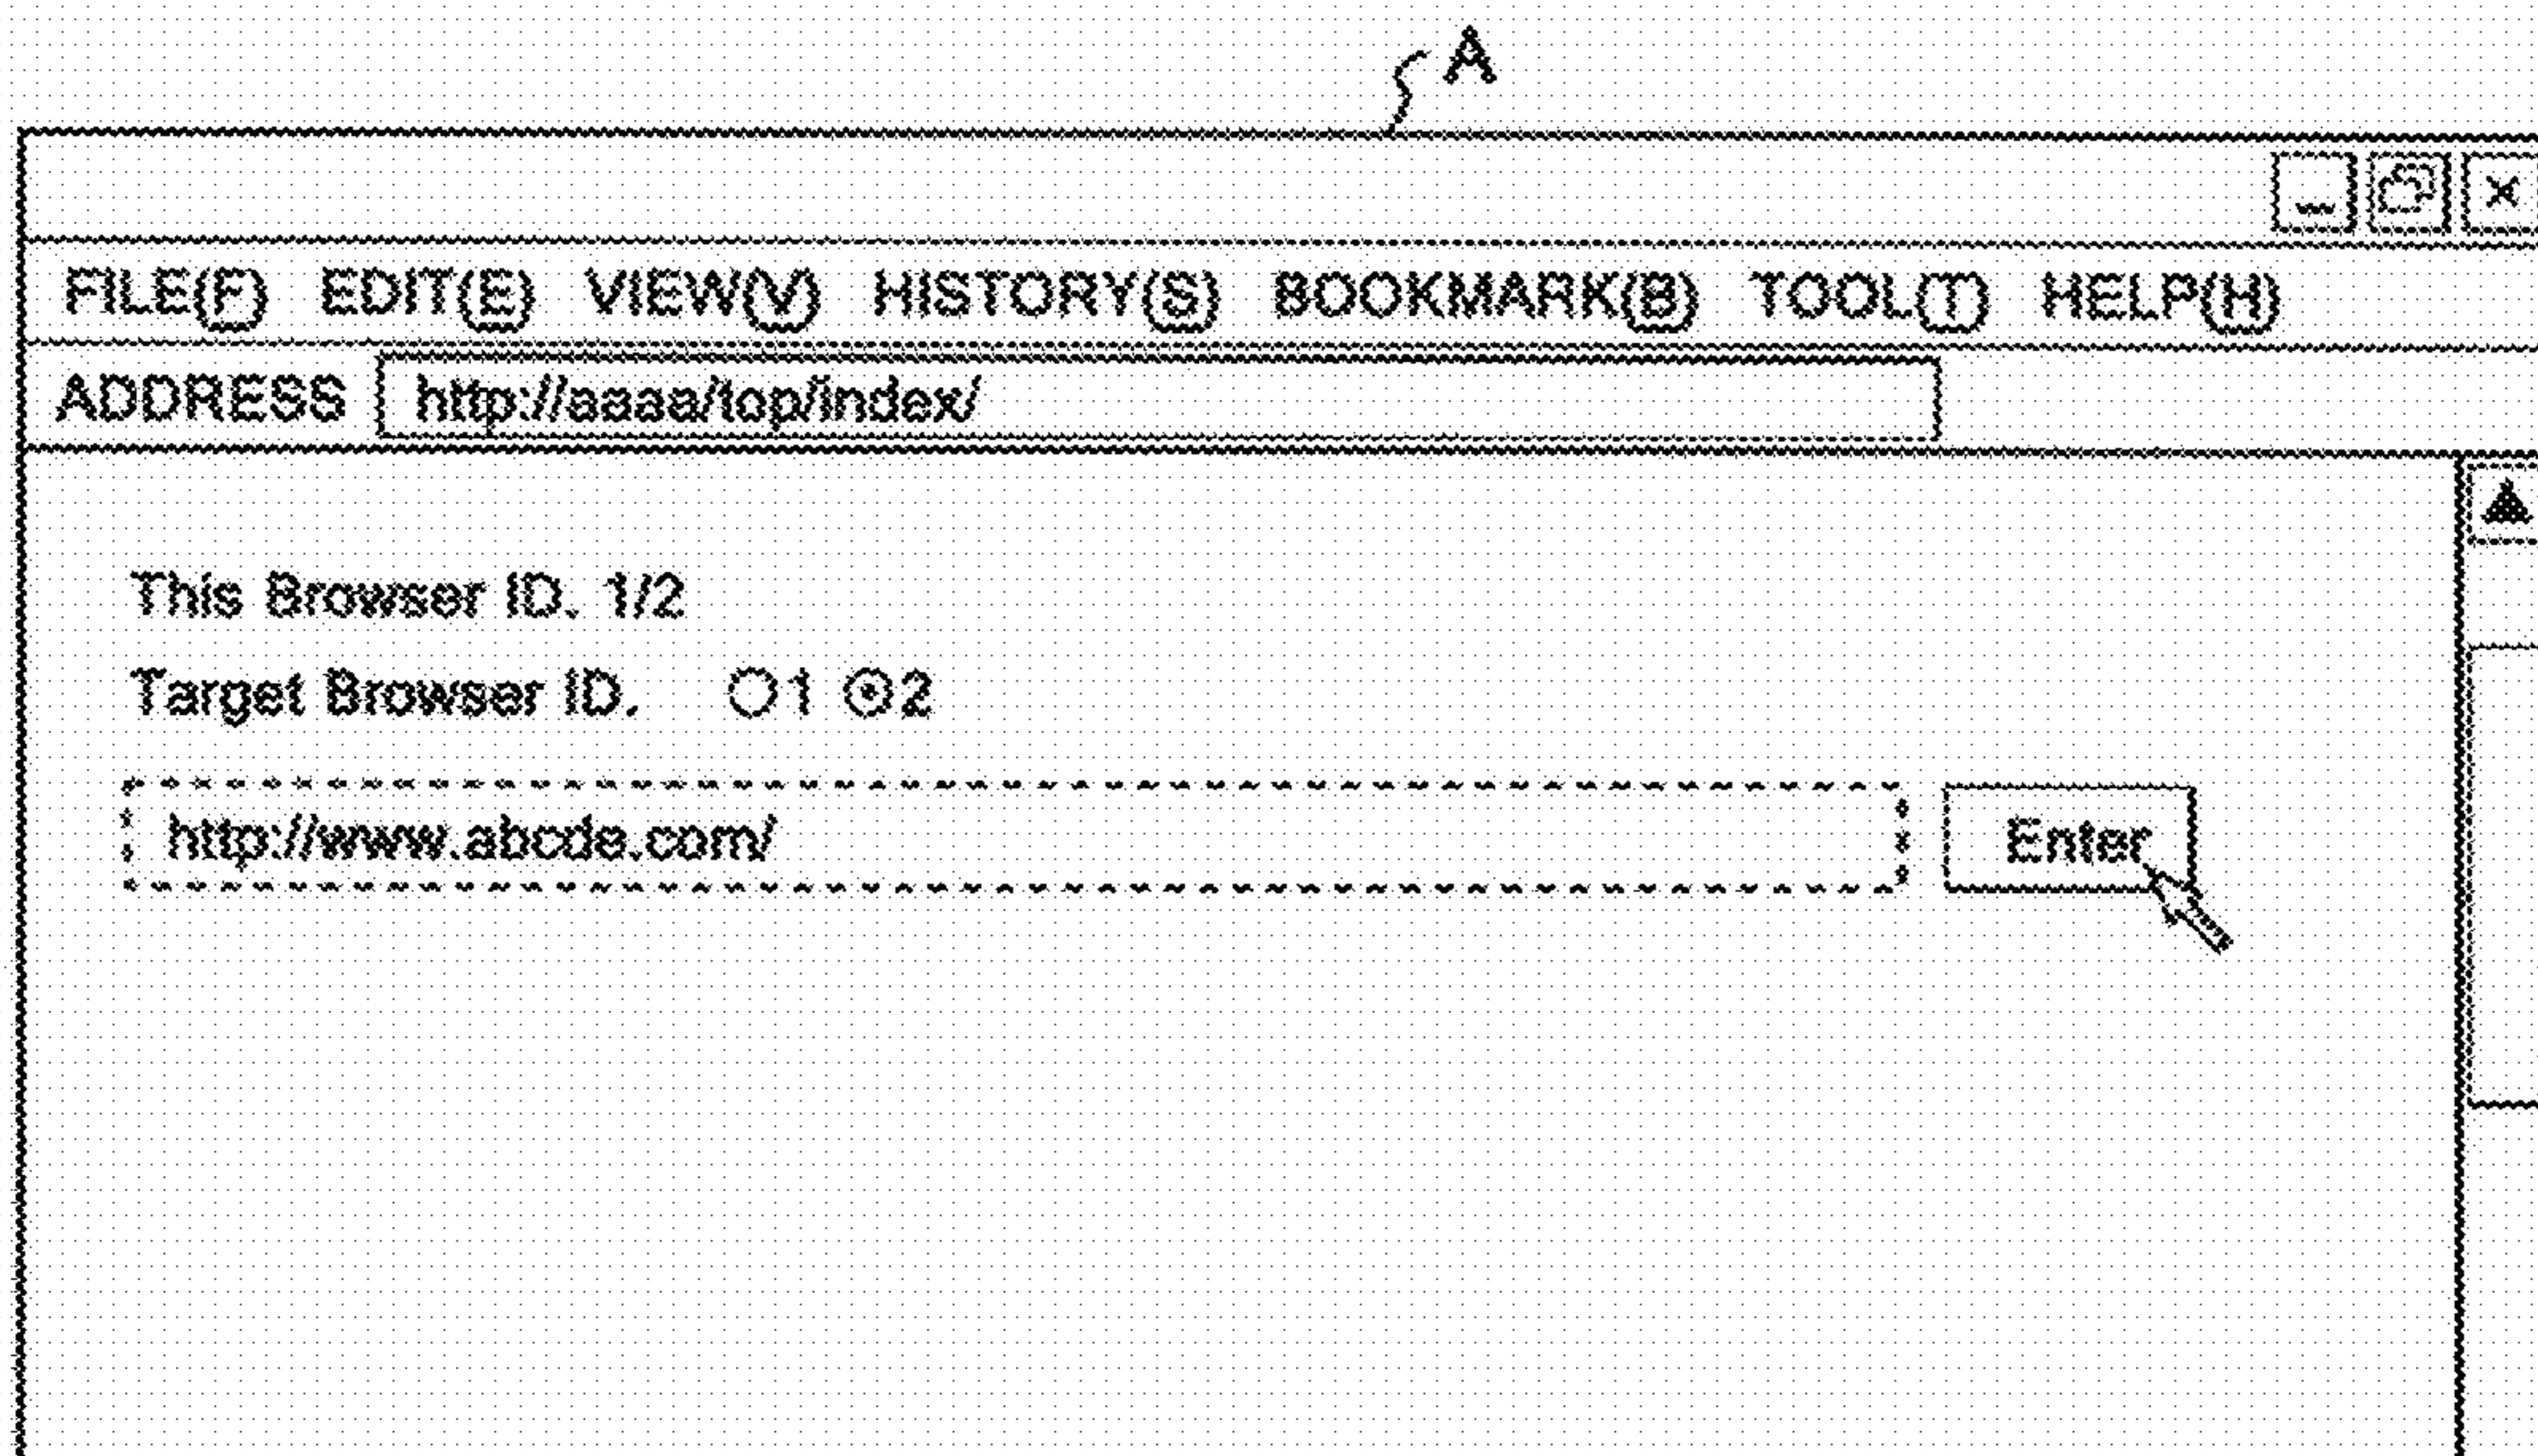 A
FILE(F) EDIT(E) VIEW(V) HISTORY(S) BOOKMARK(B) TOOL(T) HELP(H)
ADDRESS http://aaaa/top/index/
This Browser ID. 1/2
Target Browser ID. 1 2
http://www.abcde.com/ Enter